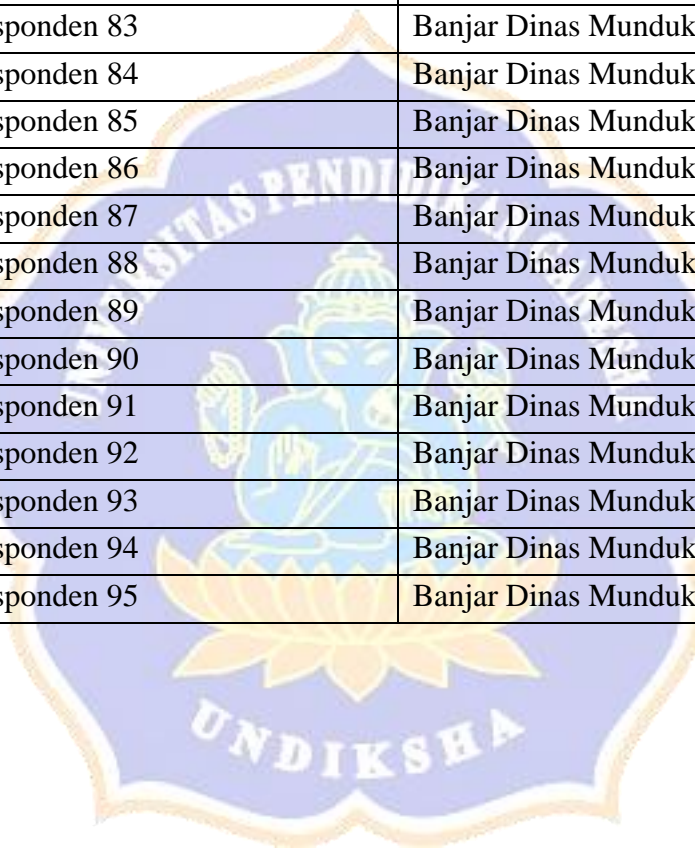 sponden 83 Banjar Dinas Munduk
sponden 84 Banjar Dinas Munduk
sponden 85 Banjar Dinas Munduk
sponden 86 Banjar Dinas Munduk
sponden 87 Banjar Dinas Munduk
sponden 88 Banjar Dinas Munduk
sponden 89 Banjar Dinas Munduk
sponden 90 Banjar Dinas Munduk
sponden 91 Banjar Dinas Munduk
sponden 92 Banjar Dinas Munduk
sponden 93 Banjar Dinas Munduk
sponden 94 Banjar Dinas Munduk
sponden 95 Banjar Dinas Munduk
UNIVERSITAS PENDIDIKAN GANESHA
UNDIKSHA